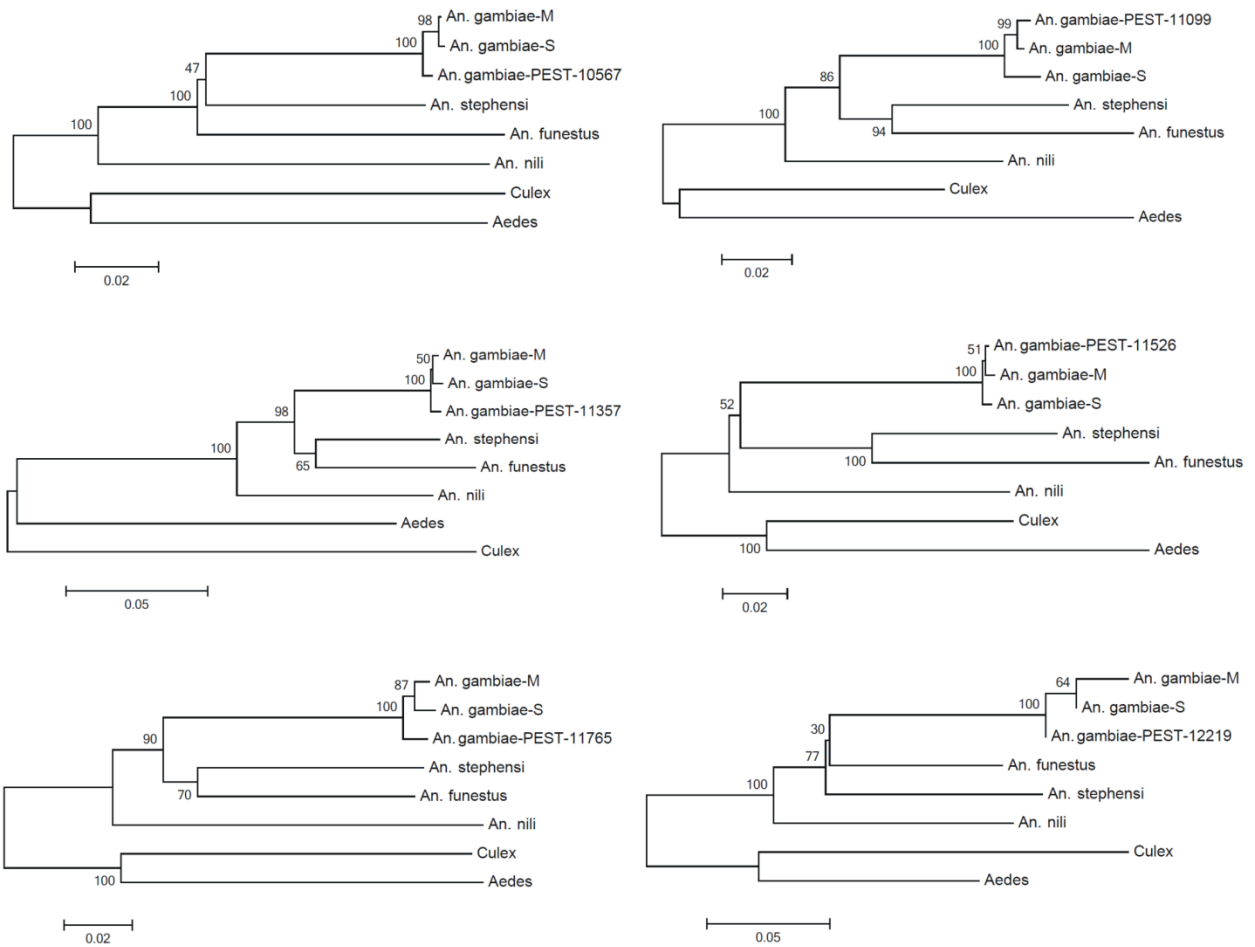 98
An. gambiae-M
100
An. gambiae-S
47
An. gambiae-PEST-10567
100
An. stephensi
100
An. funestus
An. nili
Culex
Aedes
0.02
99
An. gambiae-PEST-11099
100
An. gambiae-M
86
An. gambiae-S
An. stephensi
100
94
An. funestus
An. nili
Culex
Aedes
0.02
50
An. gambiae-M
100
An. gambiae-S
98
An. gambiae-PEST-11357
An. stephensi
100
65
An. funestus
An. nili
Aedes
Culex
0.05
51
An. gambiae-PEST-11526
100
An. gambiae-M
52
An. gambiae-S
An. stephensi
100
An. funestus
An. nili
Culex
100
Aedes
0.02
87
An. gambiae-M
100
An. gambiae-S
90
An. gambiae-PEST-11765
An. stephensi
70
An. funestus
An. nili
Culex
100
Aedes
0.02
64
An. gambiae-M
100
An. gambiae-S
30
An. gambiae-PEST-12219
77
An. funestus
100
An. stephensi
An. nili
Culex
Aedes
0.05